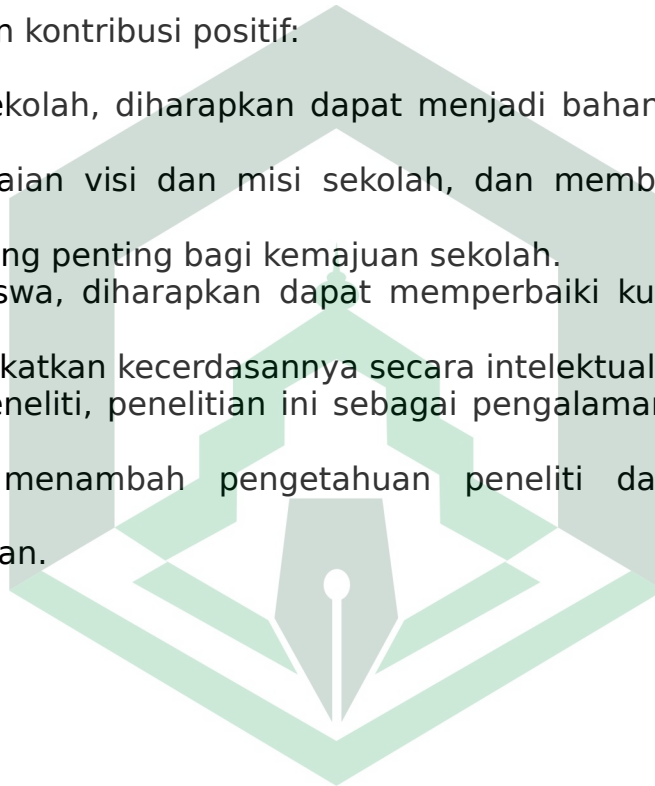 n kontribusi positif:
ekolah, diharapkan dapat menjadi bahan
aian visi dan misi sekolah, dan memb
ng penting bagi kemajuan sekolah.
swa, diharapkan dapat memperbaiki ku
katkan kecerdasannya secara intelektual
eneliti, penelitian ini sebagai pengalaman
menambah pengetahuan peneliti da
an.